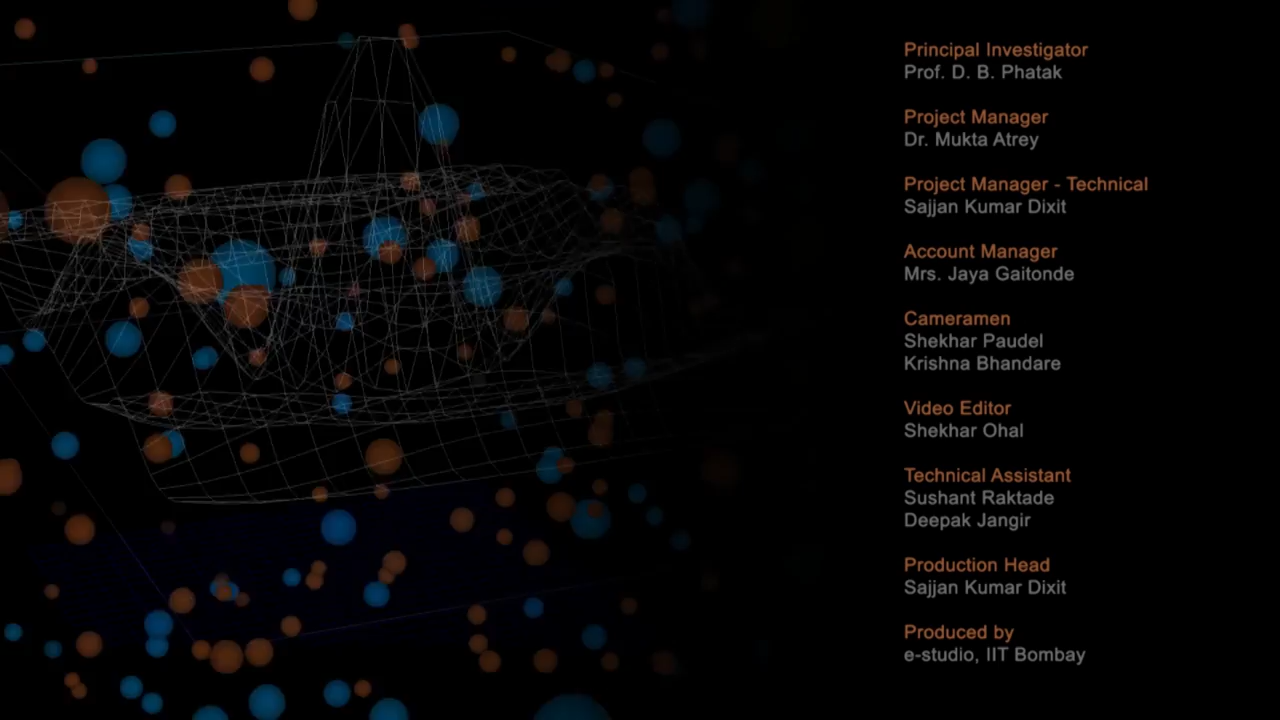 Principal Investigator
Prof. D. B. Phatak
Project Manager
Dr. Mukta Atrey
Project Manager - Technical
Sajjan Kumar Dixit
Account Manager
Mrs. Jaya Gaitonde
Cameramen
Shekhar Paudel
Krishna Bhandare
Video Editor
Shekhar Ohal
Technical Assistant
Sushant Raktade
Deepak Jangir
Production Head
Sajjan Kumar Dixit
Produced by
e-studio, IIT Bombay